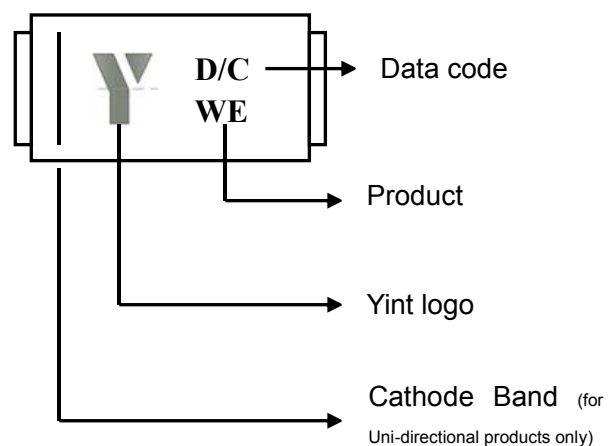 D/C
WE
Data code
Product
Yint logo
Cathode Band (for
Uni-directional products only)